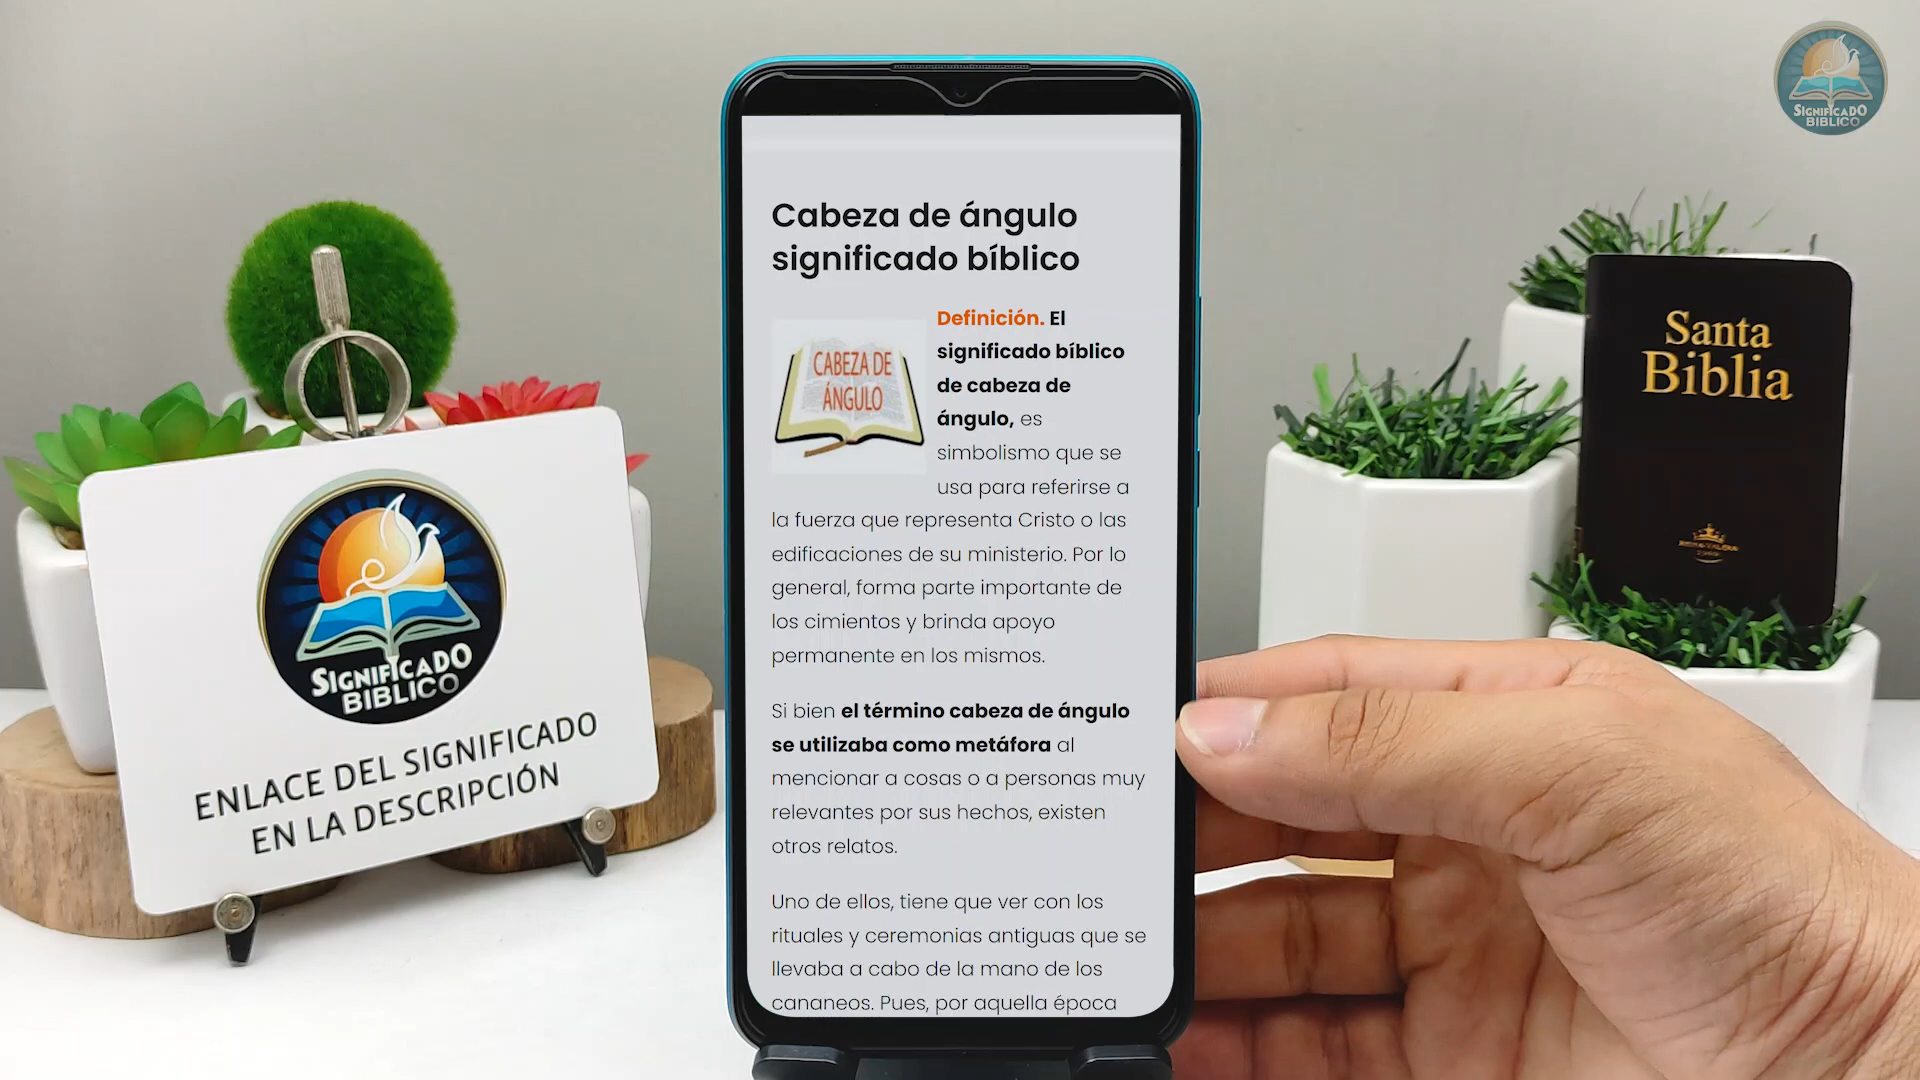 SIGNIFICADO
BIBLICO
Cabeza de ángulo
significado bíblico
CABEZA DE
ÁNGULO
Definición. El
significado bíblico
de cabeza de
ángulo, es
simbolismo que se
usa para referirse a
la fuerza que representa Cristo o las
edificaciones de su ministerio. Por lo
general, forma parte importante de
los cimientos y brinda apoyo
permanente en los mismos.
Si bien el término cabeza de ángulo
se utilizaba como metáfora al
mencionar a cosas o a personas muy
relevantes por sus hechos, existen
otros relatos.
Uno de ellos, tiene que ver con los
rituales y ceremonias antiguas que se
llevaba a cabo de la mano de los
cananeos. Pues, por aquella época
SIGNIFICADO
BIBLICO
ENLACE DEL SIGNIFICADO
EN LA DESCRIPCIÓN
Santa
Biblia
REINA-VALERA